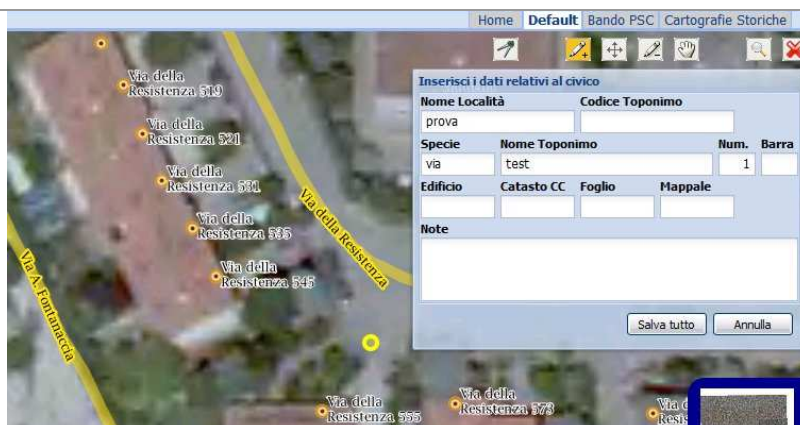 Home Default Bando PSC Cartografie Storiche
Inserisci i dati relativi al civico
Nome Località Codice Toponimo
prova
Specie Nome Toponimo Num. Barra
via test 1
Edificio Catasto CC Foglio Mappale
Note
Salva tutto Annulla
Via della
Resistenza 519
Via della
Resistenza 521
Via della
Resistenza 531
Via della
Resistenza 535
Via della
Resistenza 545
Via della Resistenza
Via A. Fontanaccia
Via della
Resistenza 555
Via della
Resistenza 573